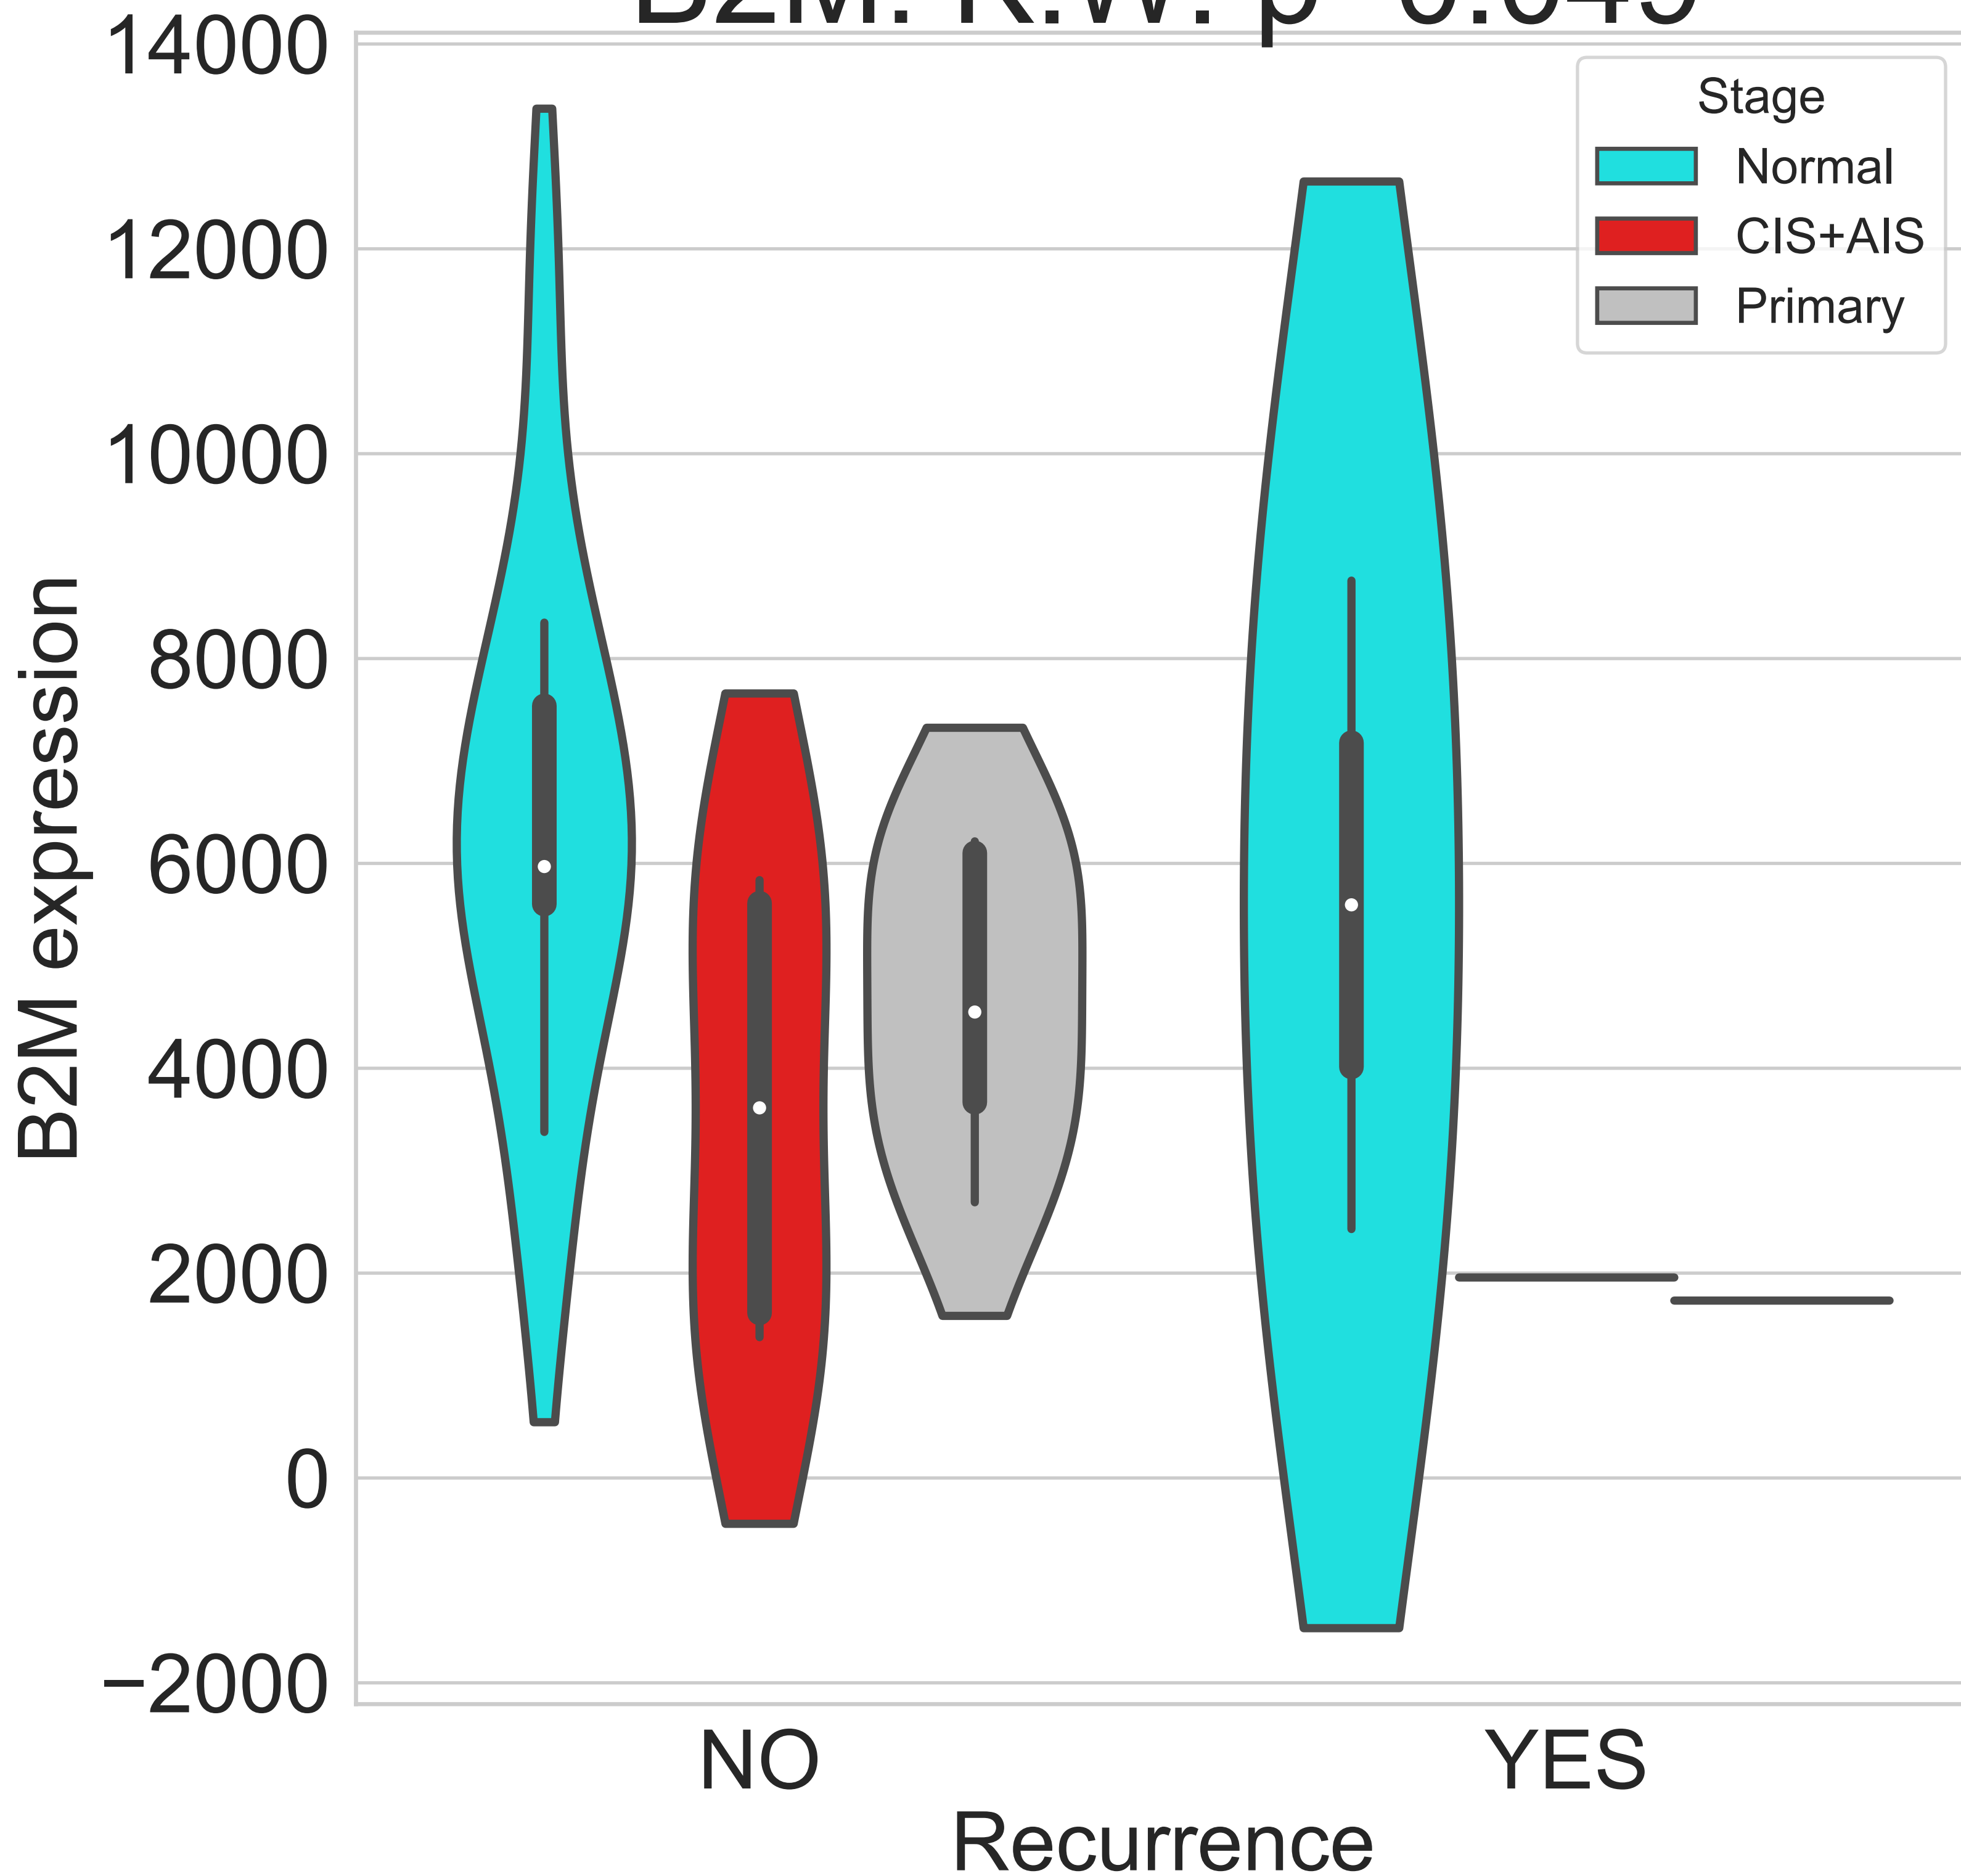 14000
12000
10000
8000
6000
4000
2000
0
−2000
B2M expression
Stage
Normal
CIS+AIS
Primary
NO
YES
Recurrence